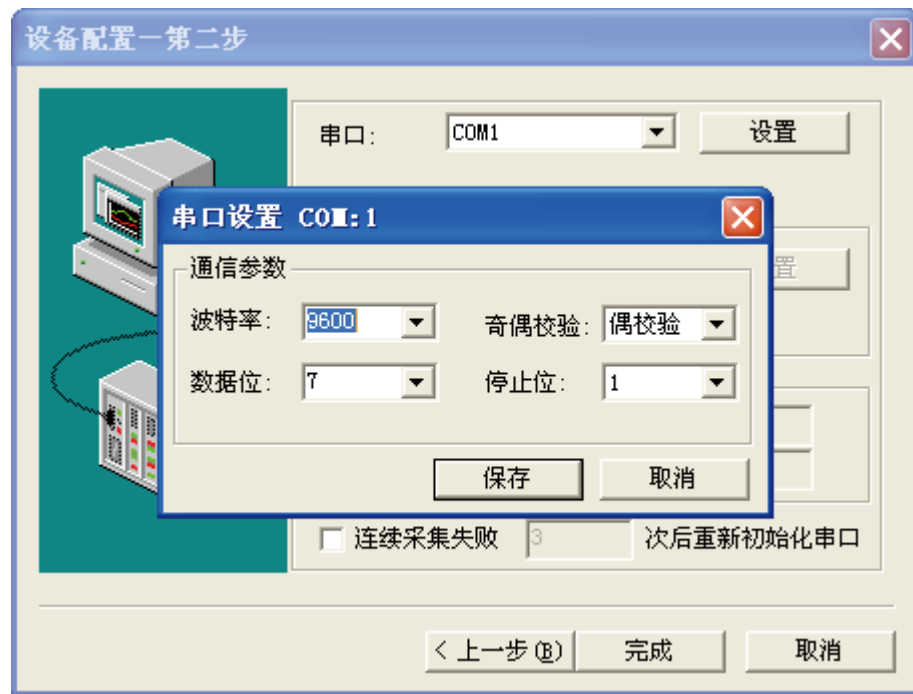 设备配置－第二步
串口: COM1 设置
串口设置 COM:1
置
通信参数
波特率: 9600 奇偶校验: 偶校验
数据位: 7 停止位: 1
保存 取消
连续采集失败 3 次后重新初始化串口
< 上一步(B) 完成 取消